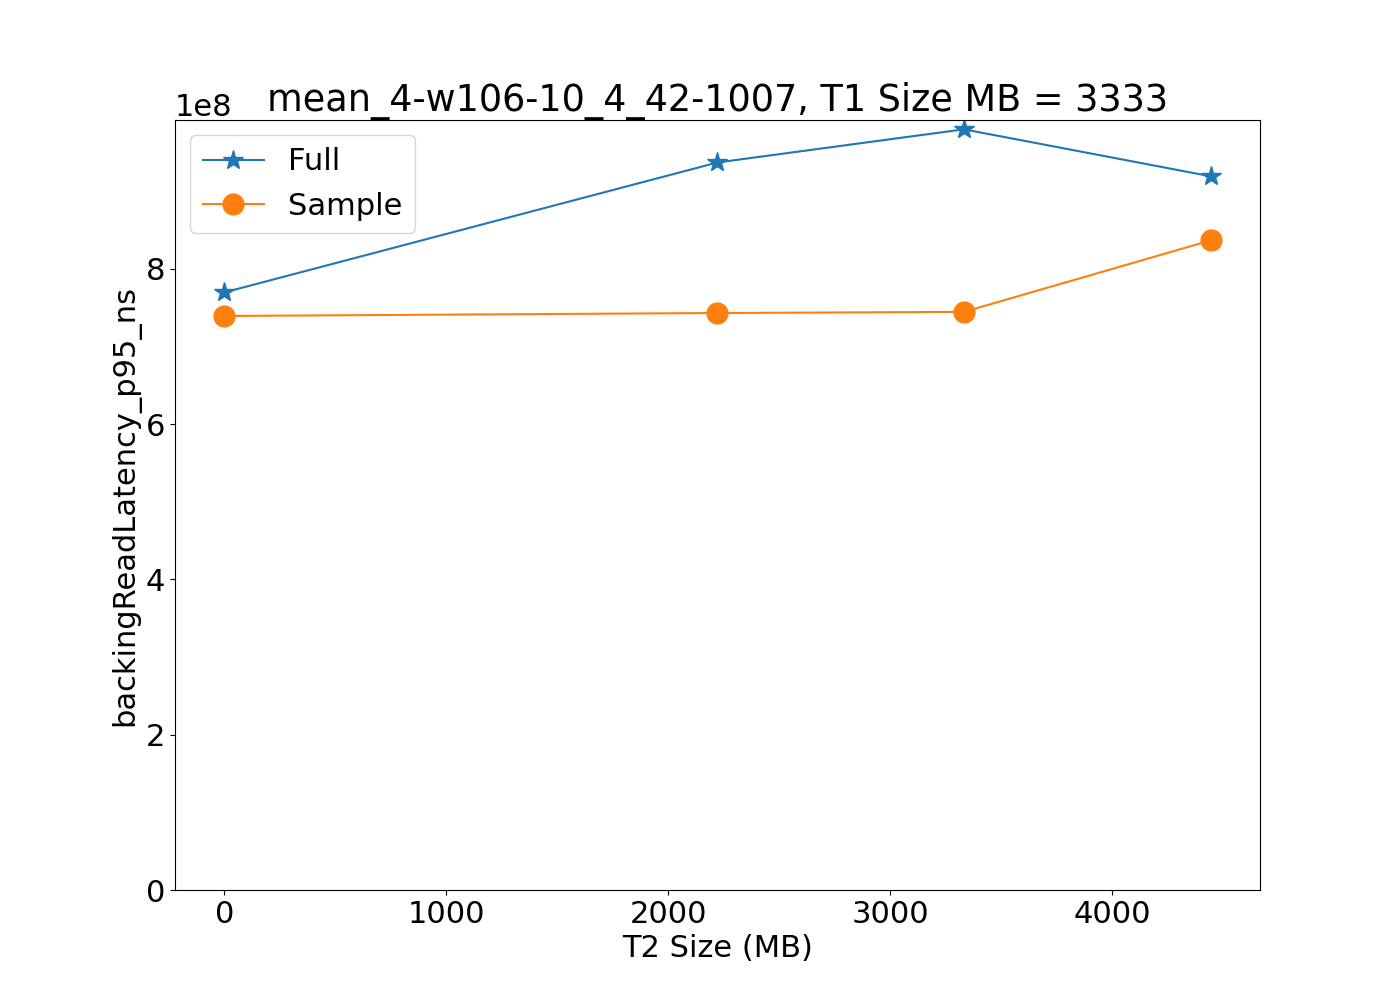 1e8
mean_4-w106-10_4_42-1007, T1 Size MB = 3333
Full
Sample
8
6
4
2
0
backingReadLatency_p95_ns
0 1000 2000 3000 4000
T2 Size (MB)